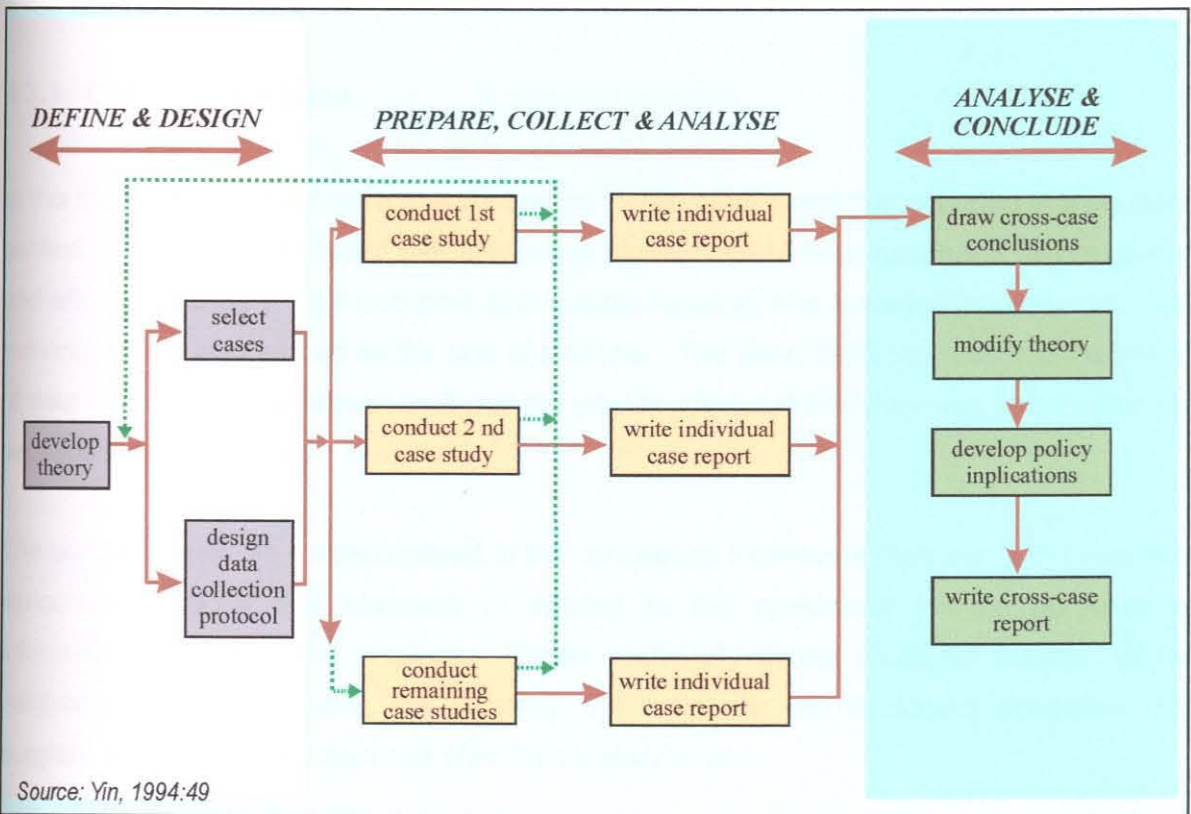 DEFINE & DESIGN
PREPARE, COLLECT & ANALYSE
ANALYSE &
CONCLUDE
develop
theory
select
cases
design
data
collection
protocol
conduct 1st
case study
write individual
case report
conduct 2 nd
case study
write individual
case report
conduct
remaining
case studies
write individual
case report
draw cross-case
conclusions
modify theory
develop policy
inplications
write cross-case
report
Source: Yin, 1994:49